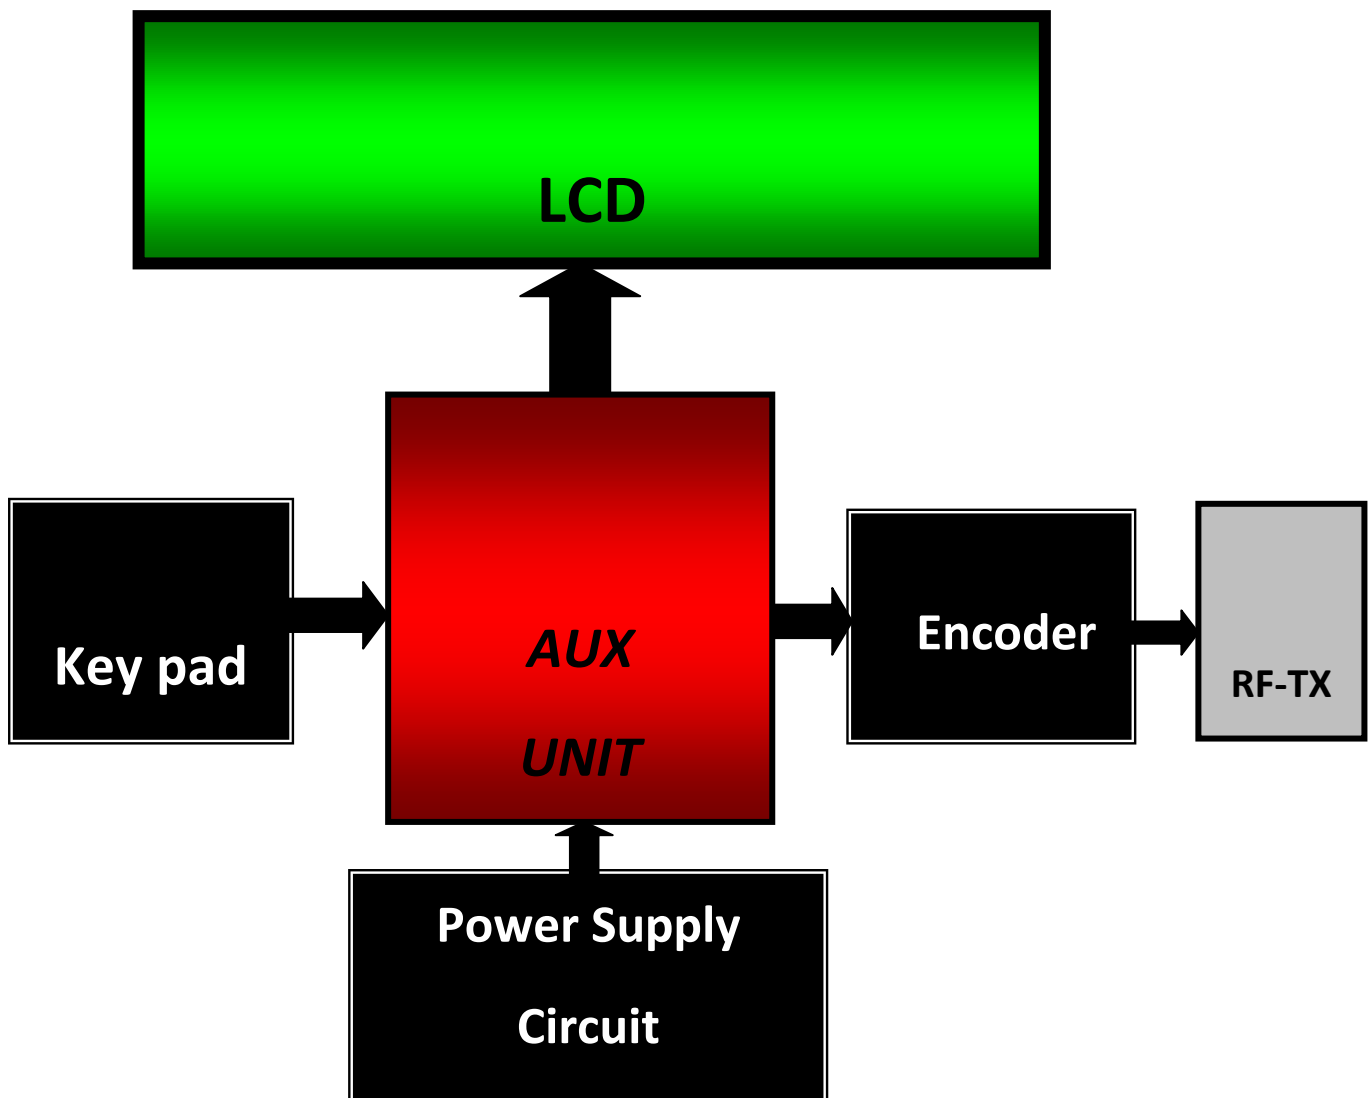 LCD
Key pad
AUX
UNIT
Encoder
RF-TX
Power Supply
Circuit